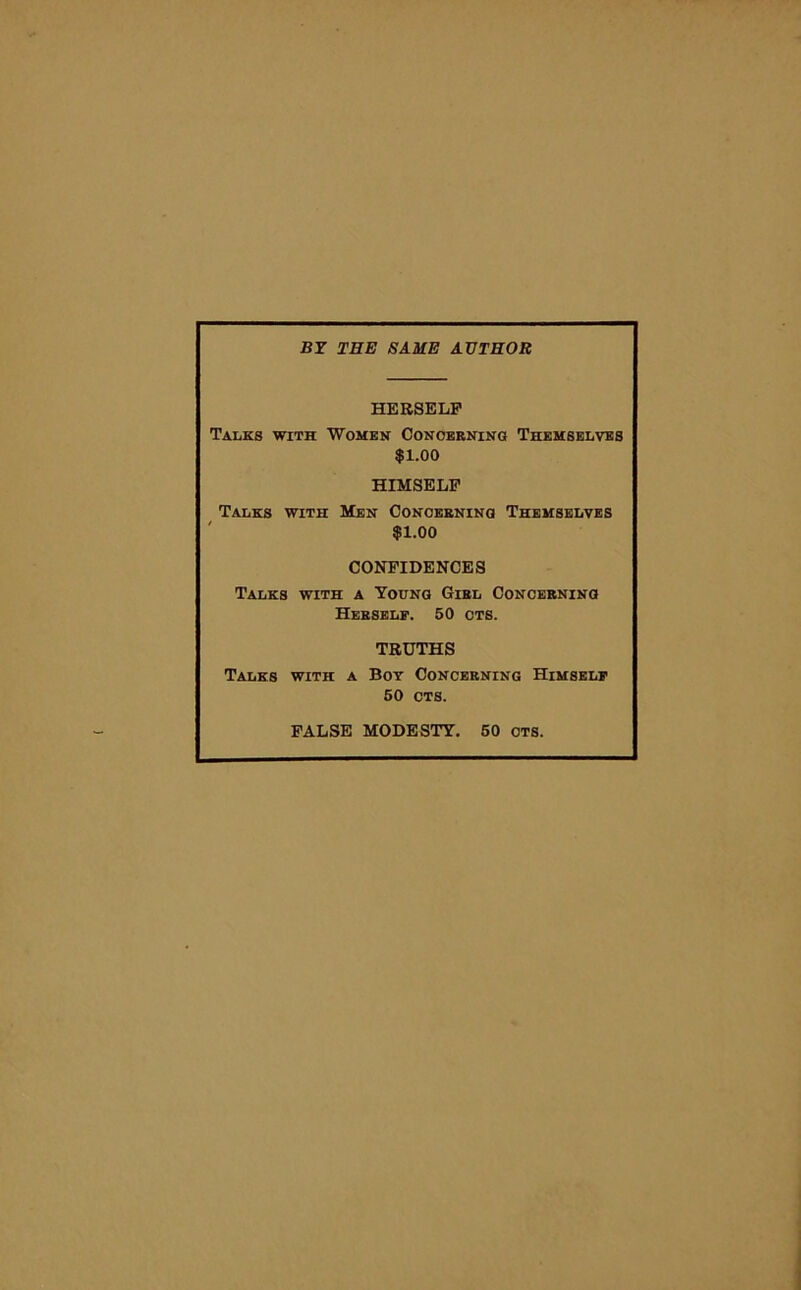 BY THE SAME AUTHOR
HERSELF
Talks with Women Concerning Themselves
$1.00
HIMSELF
Talks with Men Concerning Themselves
$1.00
CONFIDENCES
Talks with a Young Girl Concerning
Herself. 50 cts.
TRUTHS
Talks with a Boy Concerning Himself
50 cts.
FALSE MODESTY. 50 cts.